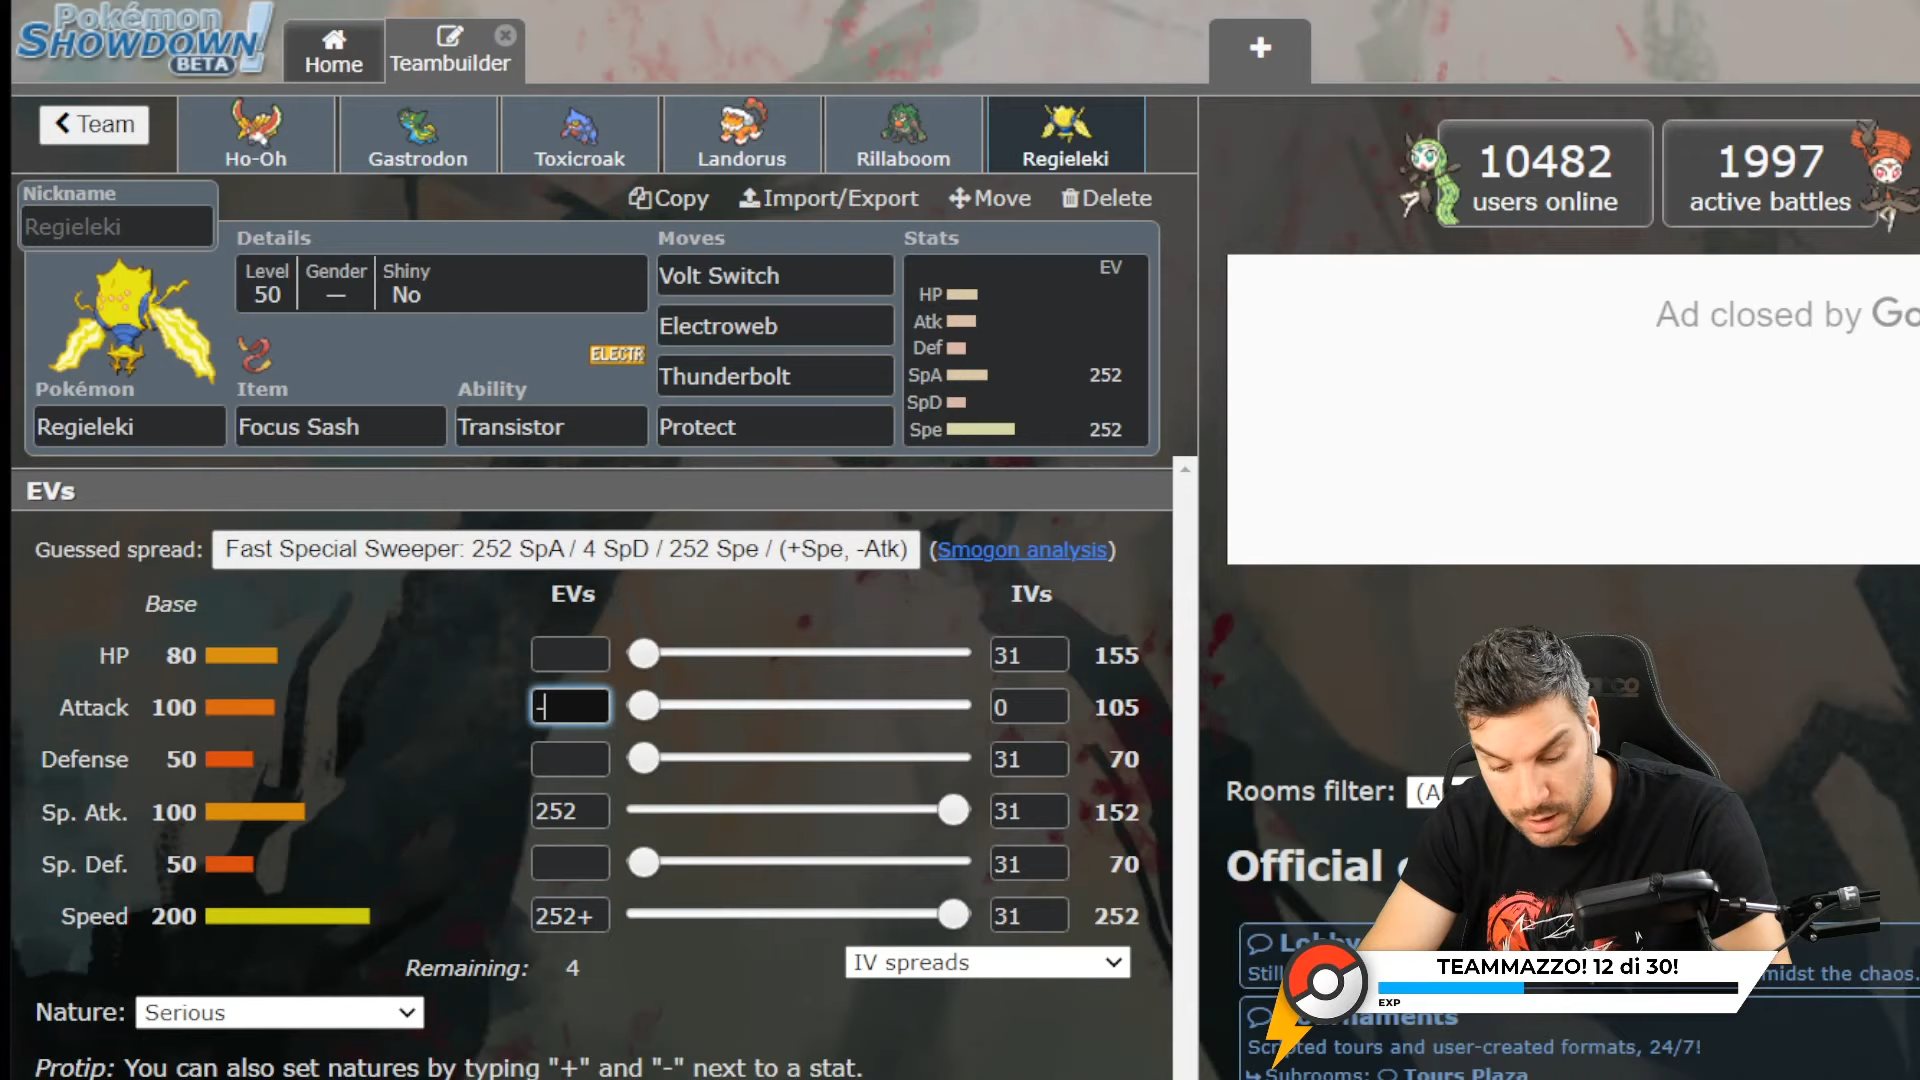 Pokémon
SHOWDOWN!
BETA
Home
Teambuilder
+
Team
Ho-Oh
Gastrodon
Toxicroak
Landorus
Rillaboom
Regieleki
10482
users online
1997
active battles
Nickname
Regieleki
Copy
Import/Export
Move
Delete
Details
Moves
Stats
Level
50
Gender
—
Shiny
No
Volt Switch
Electroweb
Thunderbolt
Protect
EV
HP
Atk
Def
SpA 252
SpD
Spe 252
ELECTR
Pokémon
Regieleki
Item
Focus Sash
Ability
Transistor
Ad closed by Go
EVs
Guessed spread: Fast Special Sweeper: 252 SpA / 4 SpD / 252 Spe / (+Spe, -Atk) (Smogon analysis)
Base EVs IVs
HP 80 31 155
Attack 100 - 0 105
Defense 50 31 70
Sp. Atk. 100 252 31 152
Sp. Def. 50 31 70
Speed 200 252+ 31 252
Remaining: 4
IV spreads
Nature: Serious
Protip: You can also set natures by typing "+" and "-" next to a stat.
Rooms filter: (A
Official
Lobby
Still midst the chaos.
TEAMMAZZO! 12 di 30!
EXP
naments
Scripted tours and user-created formats, 24/7!
Subrooms: Tours Plaza